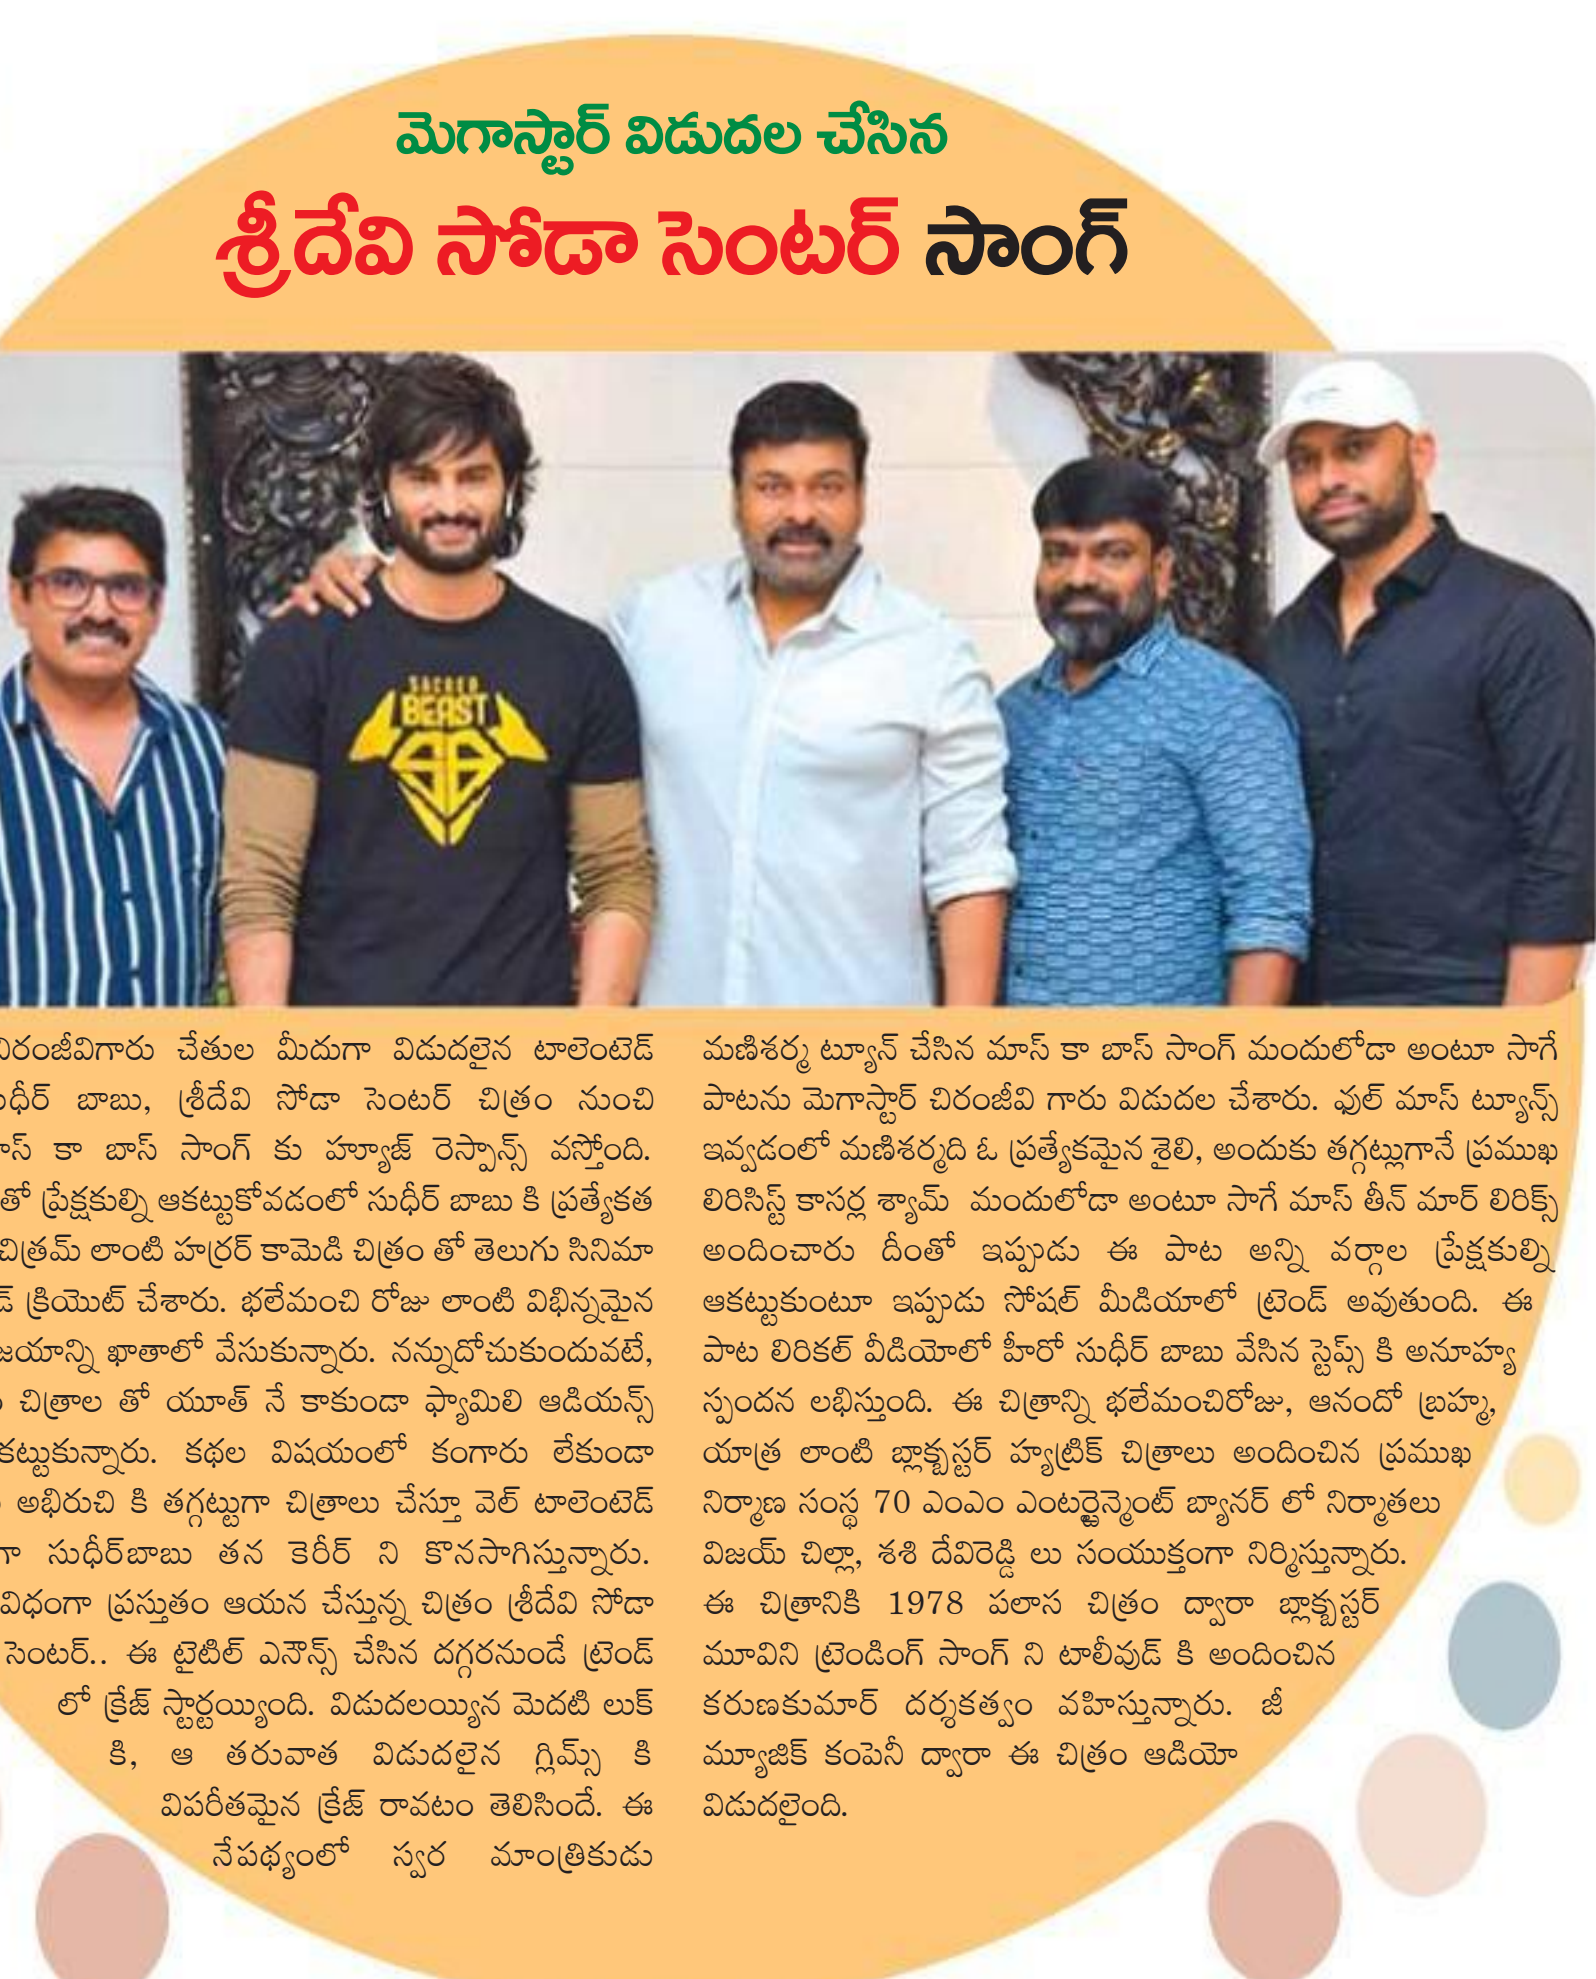 మెగాస్టార్ విడుదల చేసిన
శ్రీదేవి సోడా సెంటర్ సాంగ్
SACRED
BEAST
చేతుల మీదుగా విడుదలైన టాలెంటెడ్
బాబు, శ్రీదేవి సోడా సెంటర్ చిత్రం నుంచి
కా బాస్ సాంగ్ కు హ్యూజ్ రెస్పాన్స్ వస్తోంది.
తో ప్రేక్షకుల్ని ఆకట్టుకోవడంలో సుధీర్ బాబు కి ప్రత్యేకత
చిత్రమ్ లాంటి హర్రర్ కామెడి చిత్రం తో తెలుగు సినిమా
క్రియెట్ చేశారు. భలేమంచి రోజు లాంటి విభిన్నమైన
ఖాతాలో వేసుకున్నారు. నన్నుదోచుకుందువటే,
చిత్రాల తో యూత్ నే కాకుండా ఫ్యామిలి ఆడియన్స్
కథల విషయంలో కంగారు లేకుండా
అభిరుచి కి తగ్గట్టుగా చిత్రాలు చేస్తూ వెల్ టాలెంటెడ్
గా సుధీర్‌బాబు తన కెరీర్ ని కొనసాగిస్తున్నారు.
విధంగా ప్రస్తుతం ఆయన చేస్తున్న చిత్రం శ్రీదేవి సోడా
సెంటర్.. ఈ టైటిల్ ఎనౌన్స్ చేసిన దగ్గరనుండే ట్రెండ్
లో క్రేజ్ స్టార్టయ్యింది. విడుదలయ్యిన మెదటి లుక్
కి, ఆ తరువాత విడుదలైన గ్లిమ్స్ కి
విపరీతమైన క్రేజ్ రావటం తెలిసిందే. ఈ
నేపథ్యంలో స్వర మాంత్రికుడు
మణిశర్మ ట్యూన్ చేసిన మాస్ కా బాస్ సాంగ్ మందులోడా అంటూ సాగే
పాటను మెగాస్టార్ చిరంజీవి గారు విడుదల చేశారు. ఫుల్ మాస్ ట్యూన్స్
ఇవ్వడంలో మణిశర్మది ఓ ప్రత్యేకమైన శైలి, అందుకు తగ్గట్లుగానే ప్రముఖ
లిరిసిస్ట్ కాసర్ల శ్యామ్ మందులోడా అంటూ సాగే మాస్ తీన్ మార్ లిరిక్స్
అందించారు దీంతో ఇప్పుడు ఈ పాట అన్ని వర్గాల ప్రేక్షకుల్ని
ఆకట్టుకుంటూ ఇప్పుడు సోషల్ మీడియాలో ట్రెండ్ అవుతుంది. ఈ
పాట లిరికల్ వీడియోలో హీరో సుధీర్ బాబు వేసిన స్టెప్స్ కి అనూహ్య
స్పందన లభిస్తుంది. ఈ చిత్రాన్ని భలేమంచిరోజు, ఆనందో బ్రహ్మ,
యాత్ర లాంటి బ్లాక్బస్టర్ హ్యట్రిక్ చిత్రాలు అందించిన ప్రముఖ
నిర్మాణ సంస్థ 70 ఎంఎం ఎంటర్టైన్మెంట్ బ్యానర్ లో నిర్మాతలు
విజయ్ చిల్లా, శశి దేవిరెడ్డి లు సంయుక్తంగా నిర్మిస్తున్నారు.
ఈ చిత్రానికి 1978 పలాస చిత్రం ద్వారా బ్లాక్బస్టర్
మూవిని ట్రెండింగ్ సాంగ్ ని టాలీవుడ్ కి అందించిన
కరుణకుమార్ దర్శకత్వం వహిస్తున్నారు. జీ
మ్యూజిక్ కంపెనీ ద్వారా ఈ చిత్రం ఆడియో
విడుదలైంది.